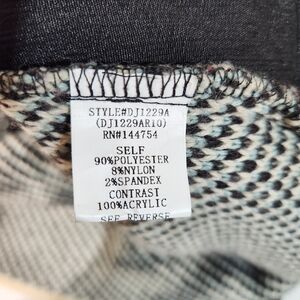 STYLE#DJ1229A
(DJ1229AR10)
RN#144754
SELF
90%POLYESTER
8%NYLON
2%SPANDEX
CONTRAST
100%ACRYLIC
SEE REVERSE